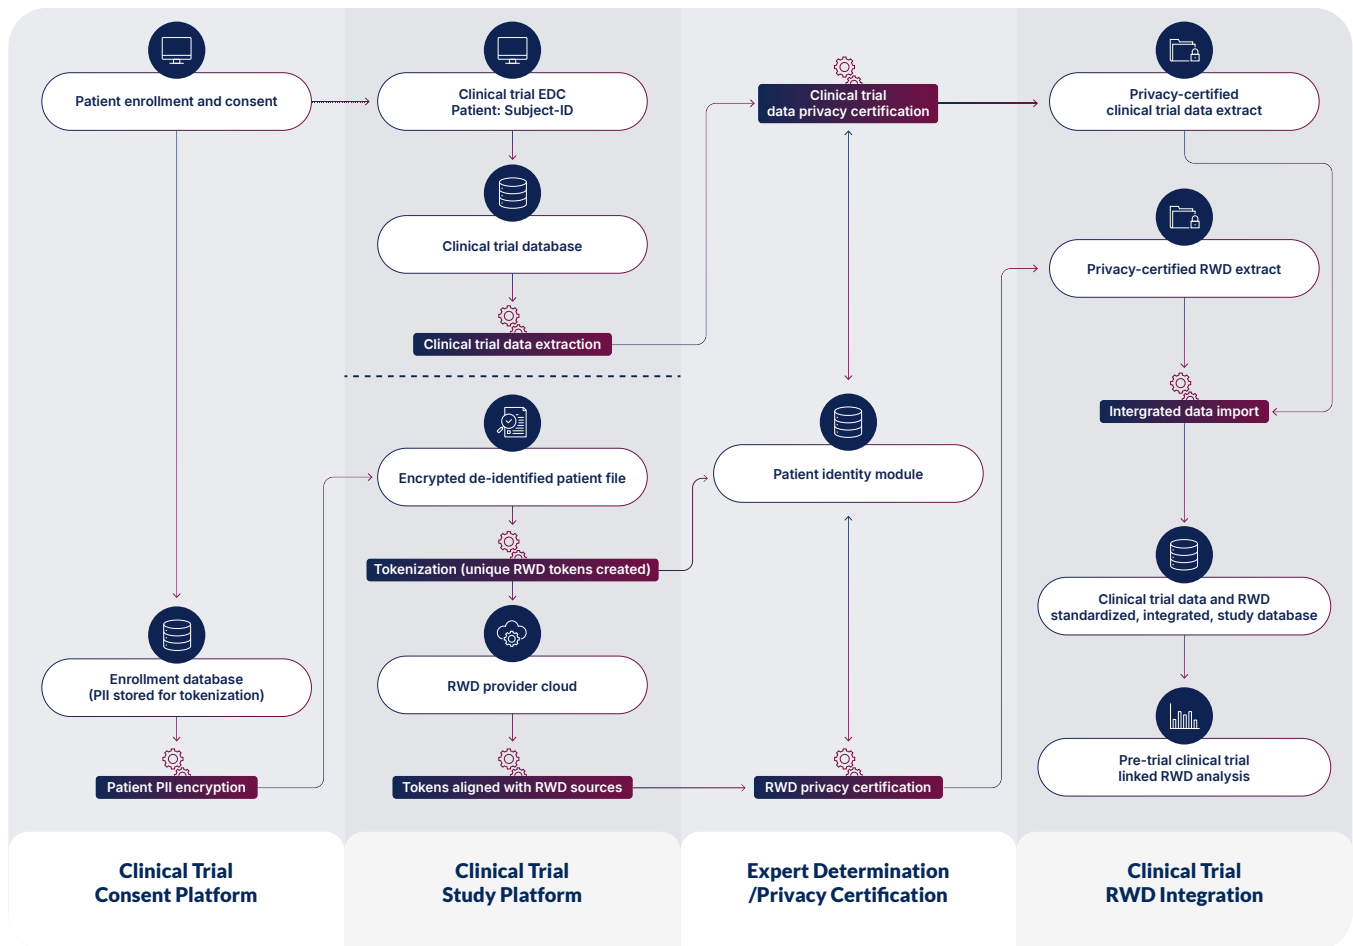 Patient enrollment and consent
Enrollment database
(PII stored for tokenization)
Patient PII encryption
Clinical Trial
Consent Platform
Clinical trial EDC
Patient: Subject-ID
Clinical trial database
Clinical trial data extraction
Encrypted de-identified patient file
Tokenization (unique RWD tokens created)
RWD provider cloud
Tokens aligned with RWD sources
Clinical Trial
Study Platform
Clinical trial
data privacy certification
Patient identity module
RWD privacy certification
Expert Determination
/Privacy Certification
Privacy-certified
clinical trial data extract
Privacy-certified RWD extract
Intergrated data import
Clinical trial data and RWD
standardized, integrated, study database
Pre-trial clinical trial
linked RWD analysis
Clinical Trial
RWD Integration